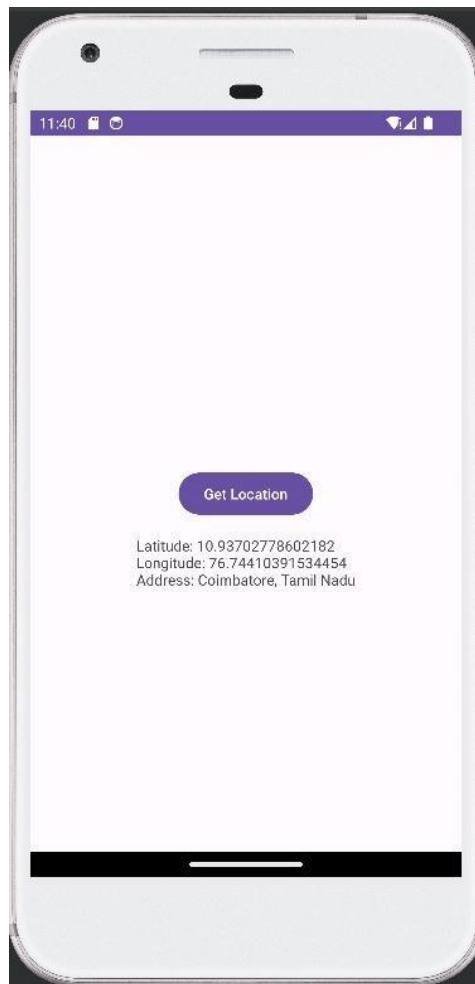 11:40
Get Location
Latitude: 10.93702778602182
Longitude: 76.74410391534454
Address: Coimbatore, Tamil Nadu